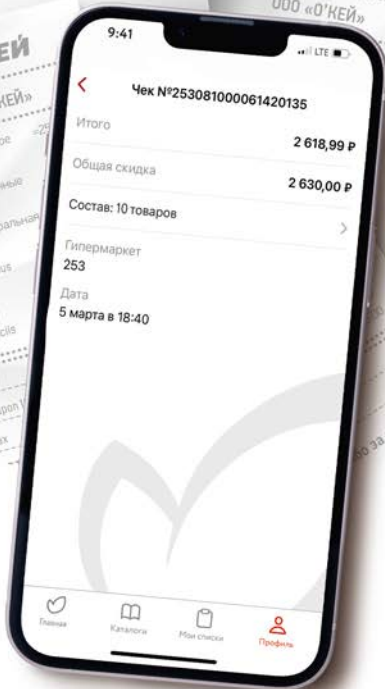 ООО «О'КЕЙ»
9:41
LTE
Чек №253081000061420135
Итого
2 618,99 ₽
Общая скидка
2 630,00 ₽
Состав: 10 товаров
Гипермаркет
253
Дата
5 марта в 18:40
Главная
Каталоги
Мои списки
Профиль